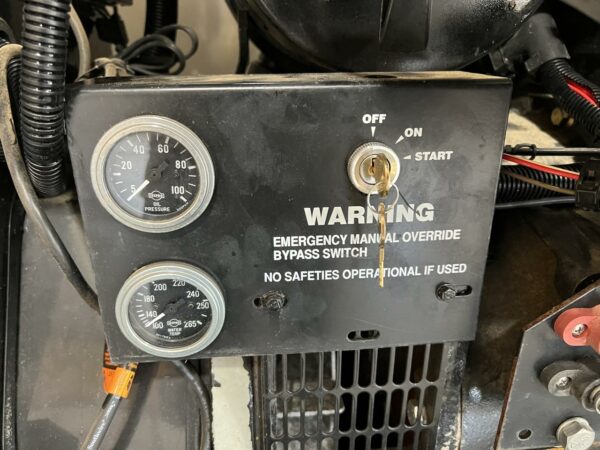 OFF
ON
START
WARNING
EMERGENCY MANUAL OVERRIDE
BYPASS SWITCH
NO SAFETIES OPERATIONAL IF USED
40 60
20 80
5 100
OIL
PRESSURE
200 220
180 240
140 250
100 265
WATER
TEMP